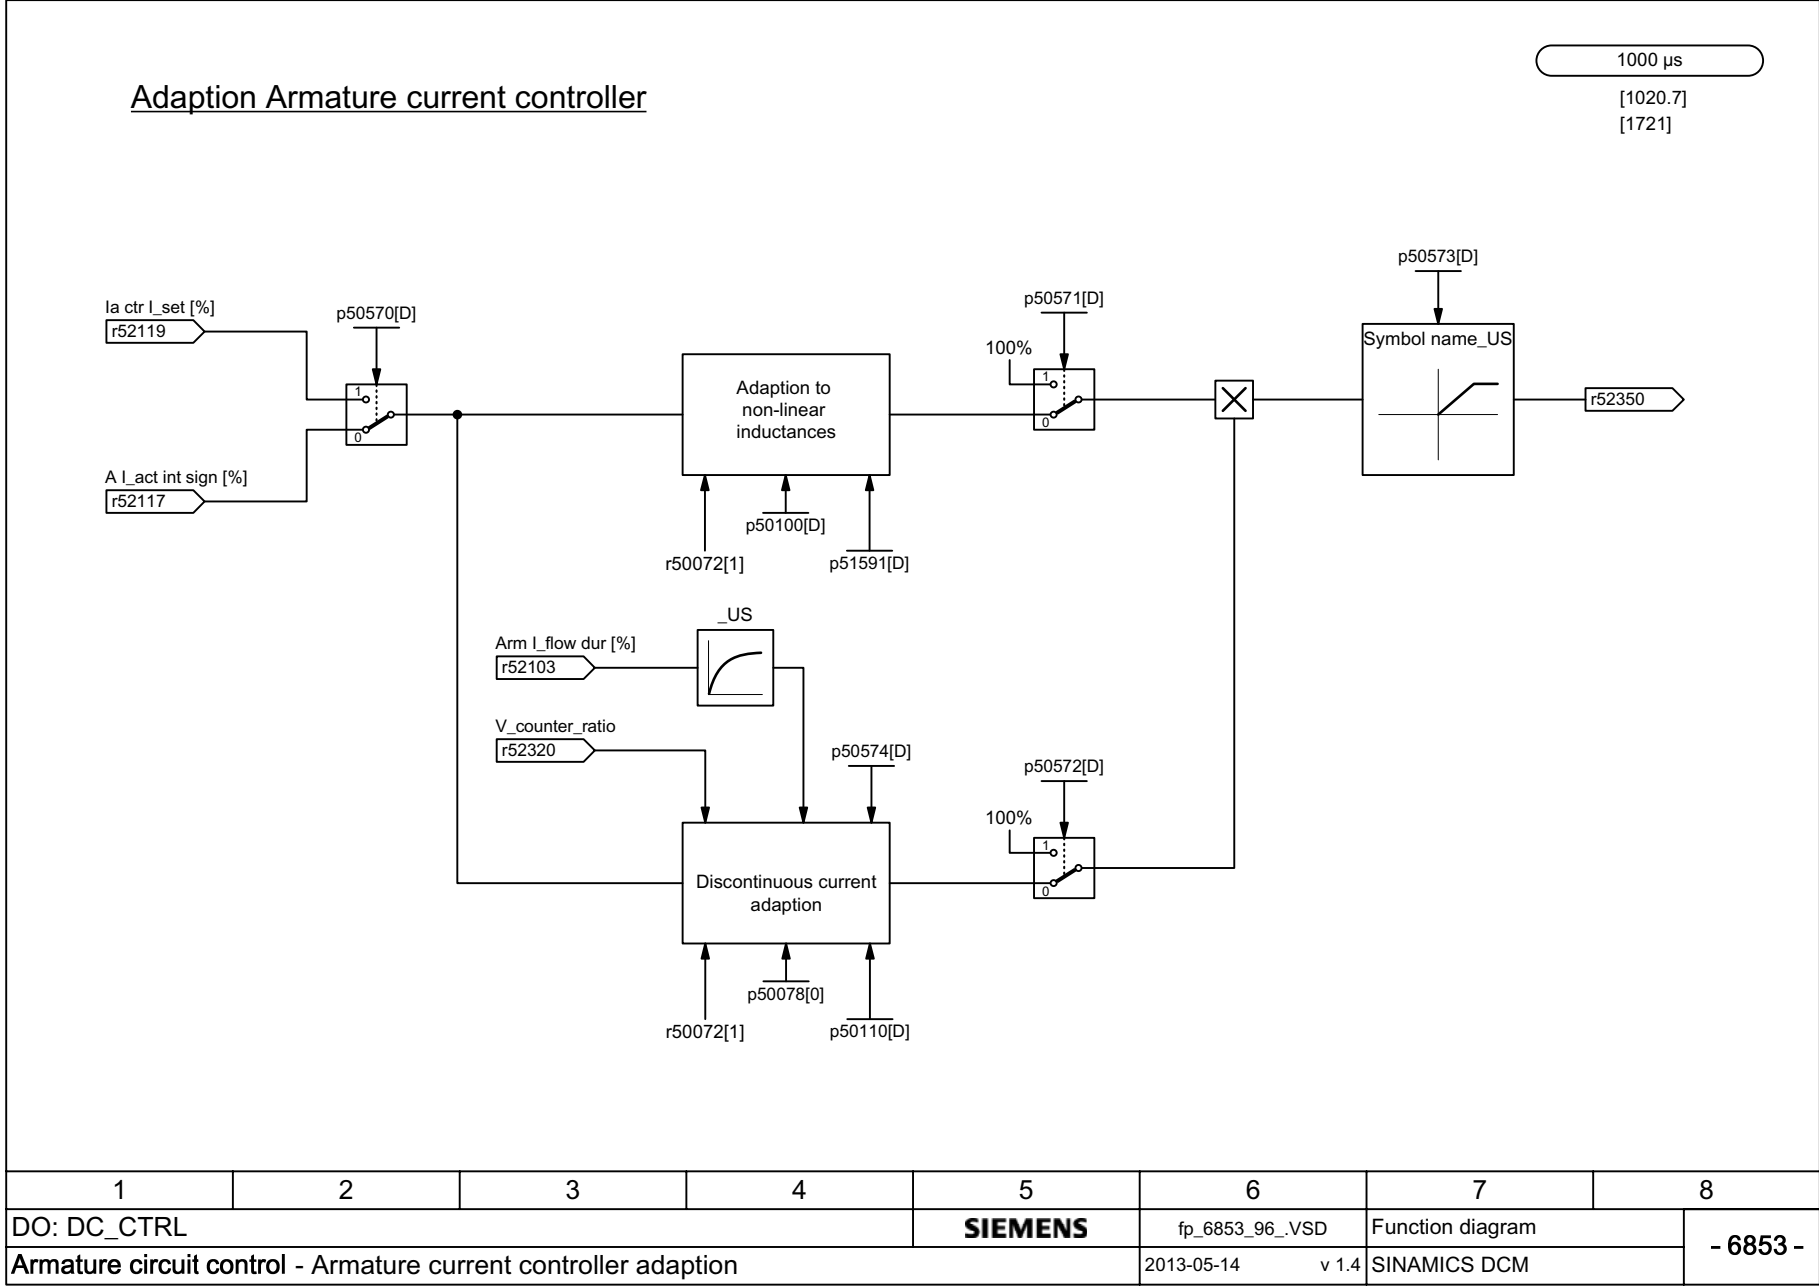 1000 µs
Adaption Armature current controller
[1020.7]
[1721]
p50573[D]
p50571[D]
Ia ctr I_set [%]
p50570[D]
r52119
Symbol name_US
100%
1
1
Adaption to
non-linear
inductances
r52350
0
0
A I_act int sign [%]
r52117
p50100[D]
r50072[1]
p51591[D]
_US
Arm I_flow dur [%]
r52103
V_counter_ratio
r52320
p50574[D]
p50572[D]
100%
1
Discontinuous current
adaption
0
p50078[0]
r50072[1]
p50110[D]
1 2 3 4 5 6 7 8
DO: DC_CTRL
SIEMENS
fp_6853_96_.VSD
Function diagram
- 6853 -
Armature circuit control - Armature current controller adaption
2013-05-14 v 1.4
SINAMICS DCM